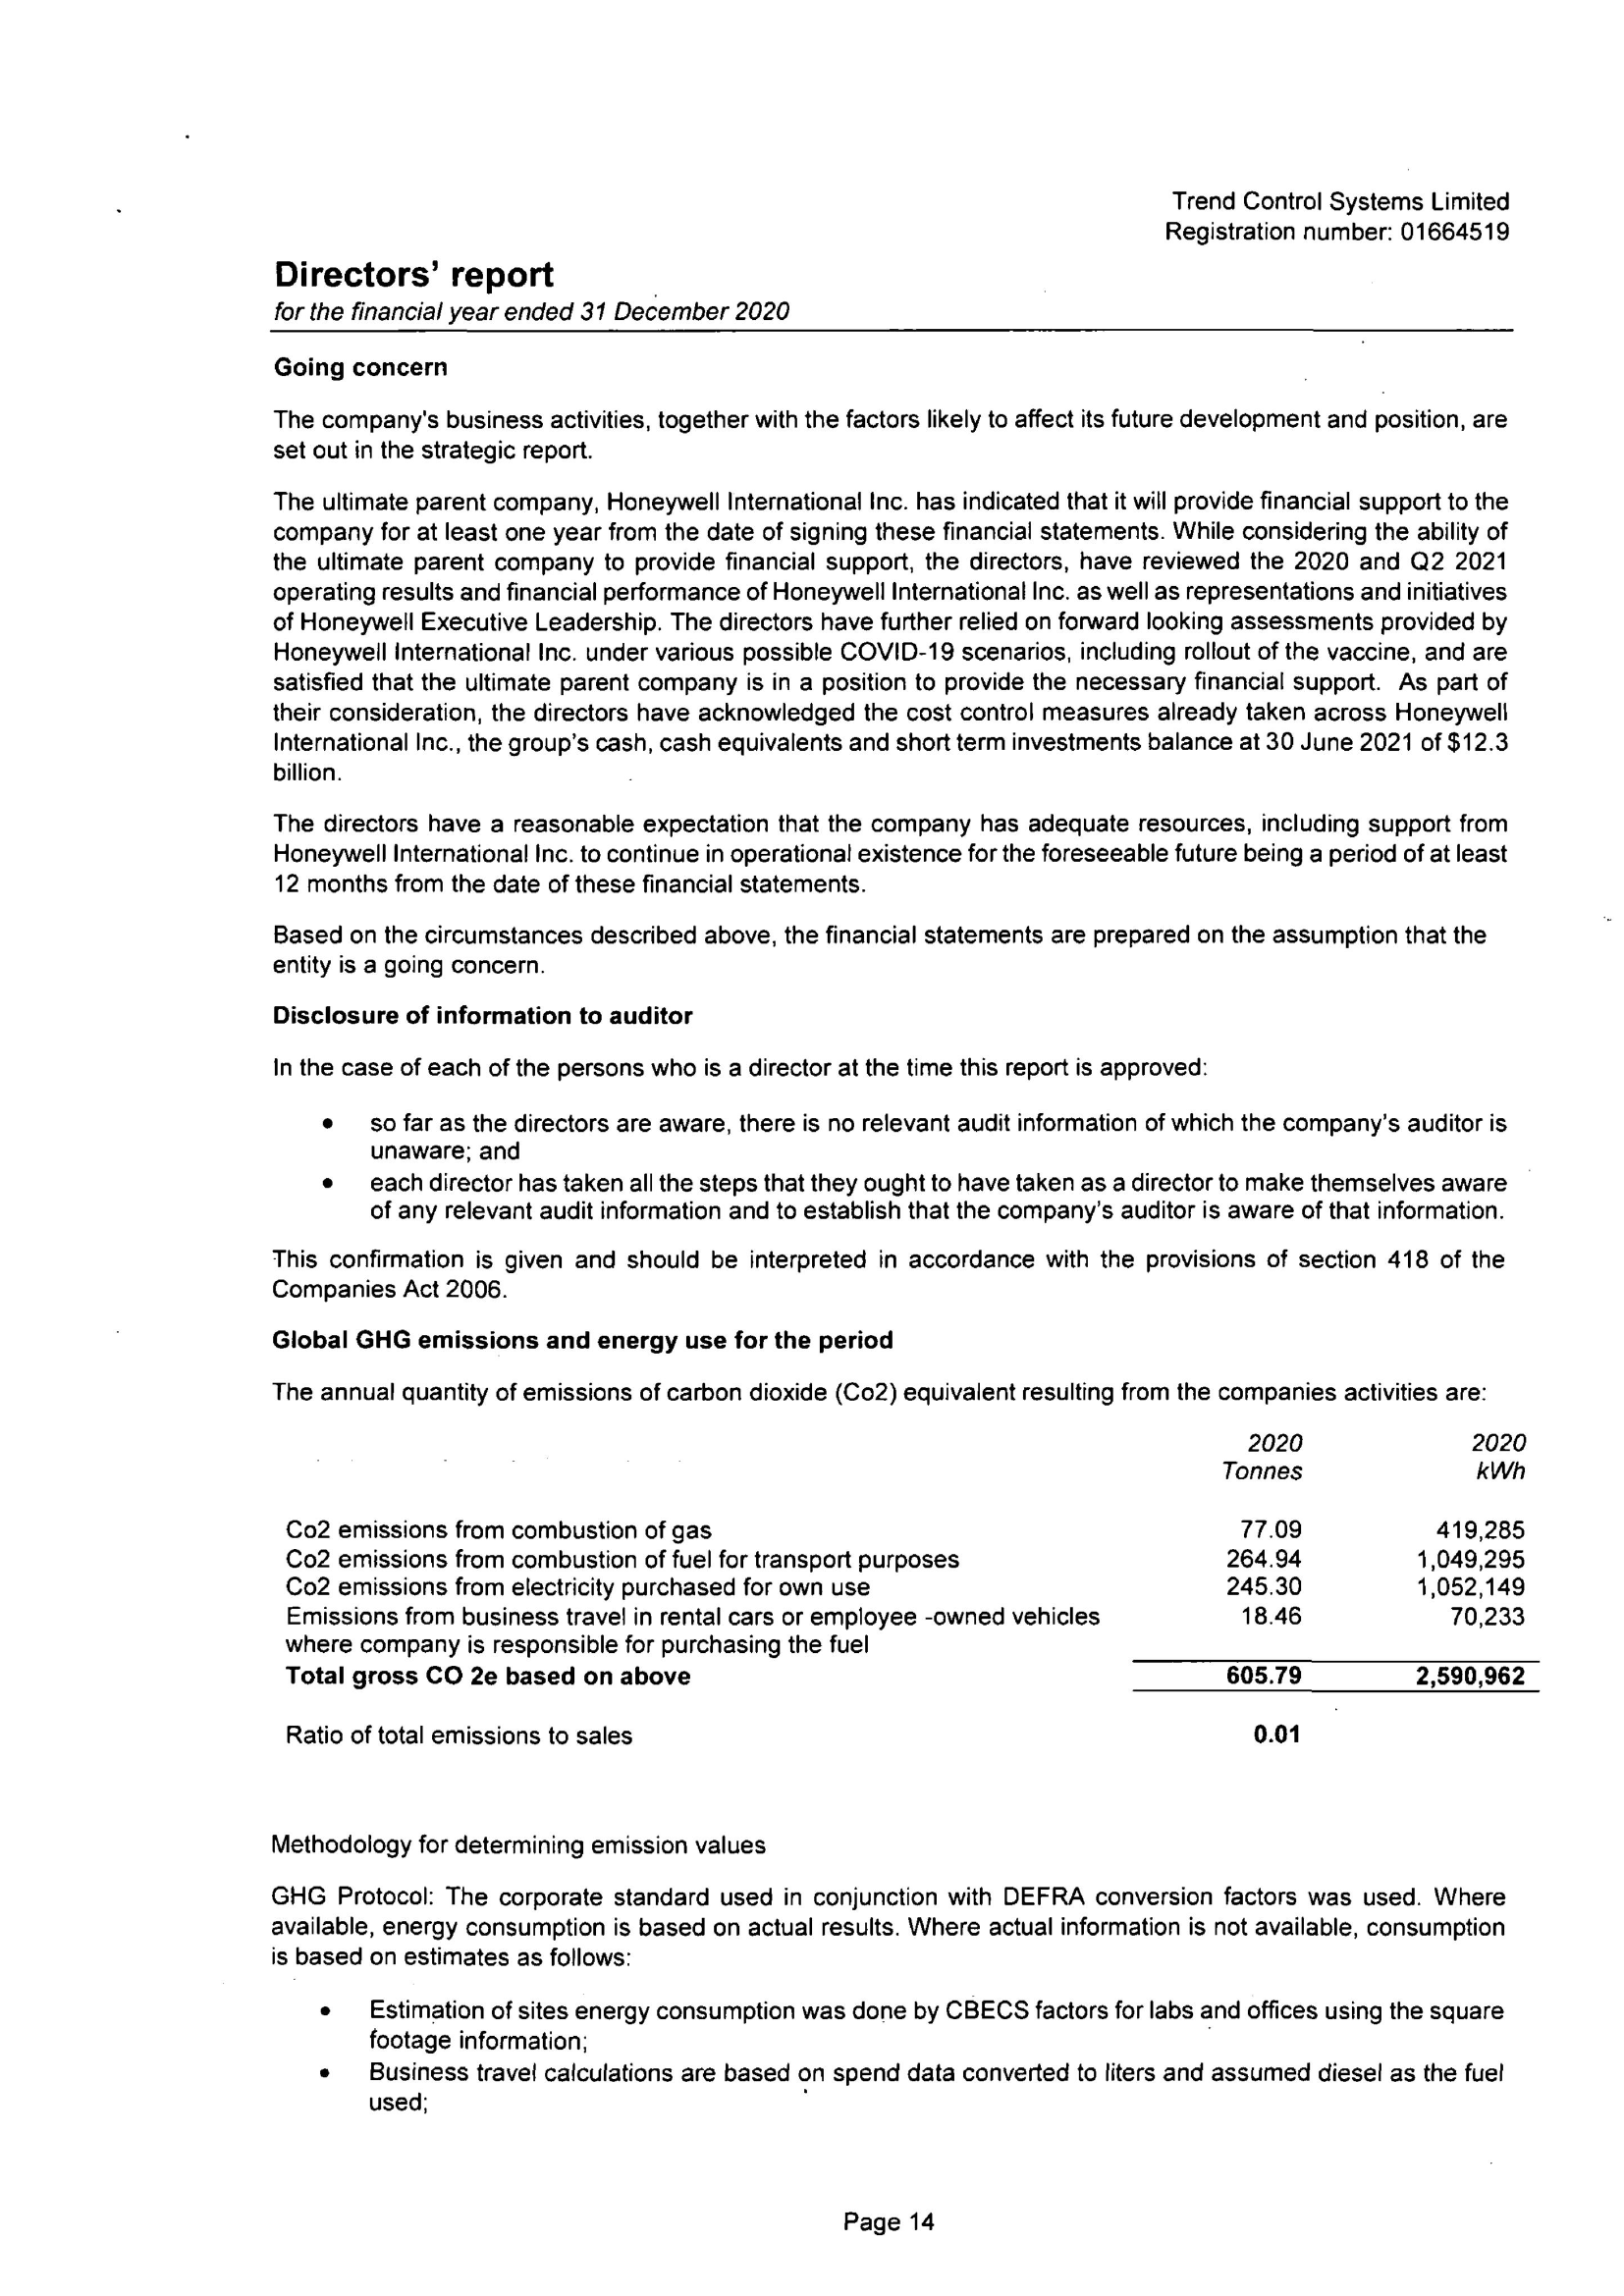 Trend Control Systems Limited
Registration number: 01664519
Directors' report
for the financial year ended 31 December 2020
Going concern
The company's business activities, together with the factors likely to affect its future development and position, are
set out in the strategic report.
The ultimate parent company, Honeywell International Inc. has indicated that it will provide financial support to the
company for at least one year from the date of signing these financial statements. While considering the ability of
the ultimate parent company to provide financial support, the directors, have reviewed the 2020 and Q2 2021
operating results and financial performance of Honeywell International Inc. as well as representations and initiatives
of Honeywell Executive Leadership. The directors have further relied on forward looking assessments provided by
Honeywell International Inc. under various possible COVID-19 scenarios, including rollout of the vaccine, and are
satisfied that the ultimate parent company is in a position to provide the necessary financial support. As part of
their consideration, the directors have acknowledged the cost control measures already taken across Honeywell
International Inc., the group's cash, cash equivalents and short term investments balance at 30 June 2021 of $12.3
billion.
The directors have a reasonable expectation that the company has adequate resources, including support from
Honeywell International Inc. to continue in operational existence for the foreseeable future being a period of at least
12 months from the date of these financial statements.
Based on the circumstances described above, the financial statements are prepared on the assumption that the
entity is a going concern.
Disclosure of information to auditor
In the case of each of the persons who is a director at the time this report is approved:
• so far as the directors are aware, there is no relevant audit information of which the company's auditor is
unaware; and
• each director has taken all the steps that they ought to have taken as a director to make themselves aware
of any relevant audit information and to establish that the company's auditor is aware of that information.
This confirmation is given and should be interpreted in accordance with the provisions of section 418 of the
Companies Act 2006.
Global GHG emissions and energy use for the period
The annual quantity of emissions of carbon dioxide (Co2) equivalent resulting from the companies activities are:
2020 2020
Tonnes kWh
Co2 emissions from combustion of gas 77.09 419,285
Co2 emissions from combustion of fuel for transport purposes 264.94 1,049,295
Co2 emissions from electricity purchased for own use 245.30 1,052,149
Emissions from business travel in rental cars or employee -owned vehicles 18.46 70,233
where company is responsible for purchasing the fuel
Total gross CO 2e based on above 605.79 2,590,962
Ratio of total emissions to sales 0.01
Methodology for determining emission values
GHG Protocol: The corporate standard used in conjunction with DEFRA conversion factors was used. Where
available, energy consumption is based on actual results. Where actual information is not available, consumption
is based on estimates as follows:
• Estimation of sites energy consumption was done by CBECS factors for labs and offices using the square
footage information;
• Business travel calculations are based on spend data converted to liters and assumed diesel as the fuel
used;
Page 14